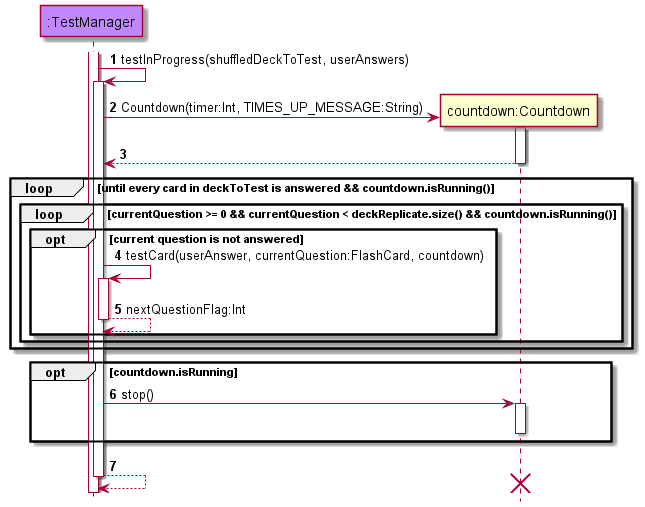 :TestManager
1 testInProgress(shuffledDeckToTest, userAnswers)
2 Countdown(timer:Int, TIMES_UP_MESSAGE:String)
countdown:Countdown
3
loop [until every card in deckToTest is answered && countdown.isRunning()]
loop [currentQuestion >= 0 && currentQuestion < deckReplicate.size() && countdown.isRunning()]
opt [current question is not answered]
4 testCard(userAnswer, currentQuestion:FlashCard, countdown)
5 nextQuestionFlag:Int
opt [countdown.isRunning]
6 stop()
7